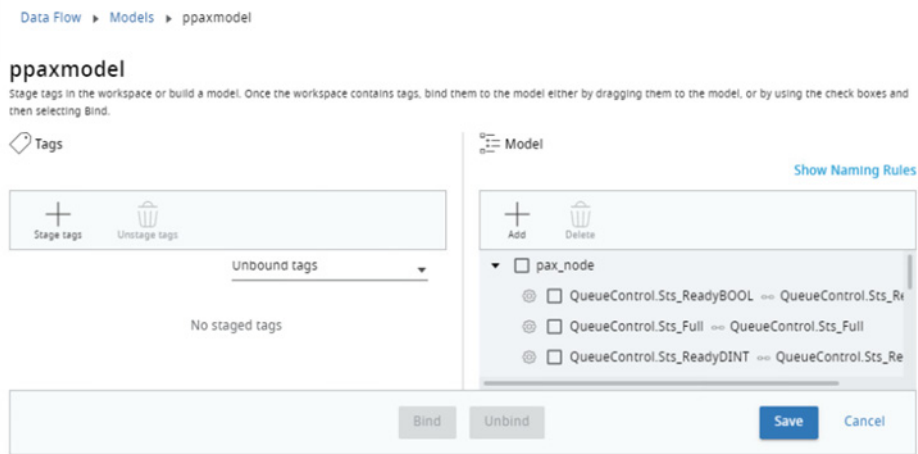 Data Flow ▸ Models ▸ ppaxmodel
ppaxmodel
Stage tags in the workspace or build a model. Once the workspace contains tags, bind them to the model either by dragging them to the model, or by using the check boxes and
then selecting Bind.
Tags
Model
Show Naming Rules
Stage tags
Unstage tags
Add
Delete
Unbound tags
No staged tags
pax_node
QueueControl.Sts_ReadyBOOL QueueControl.Sts_Re
QueueControl.Sts_Full QueueControl.Sts_Full
QueueControl.Sts_ReadyDINT QueueControl.Sts_Re
Bind
Unbind
Save
Cancel